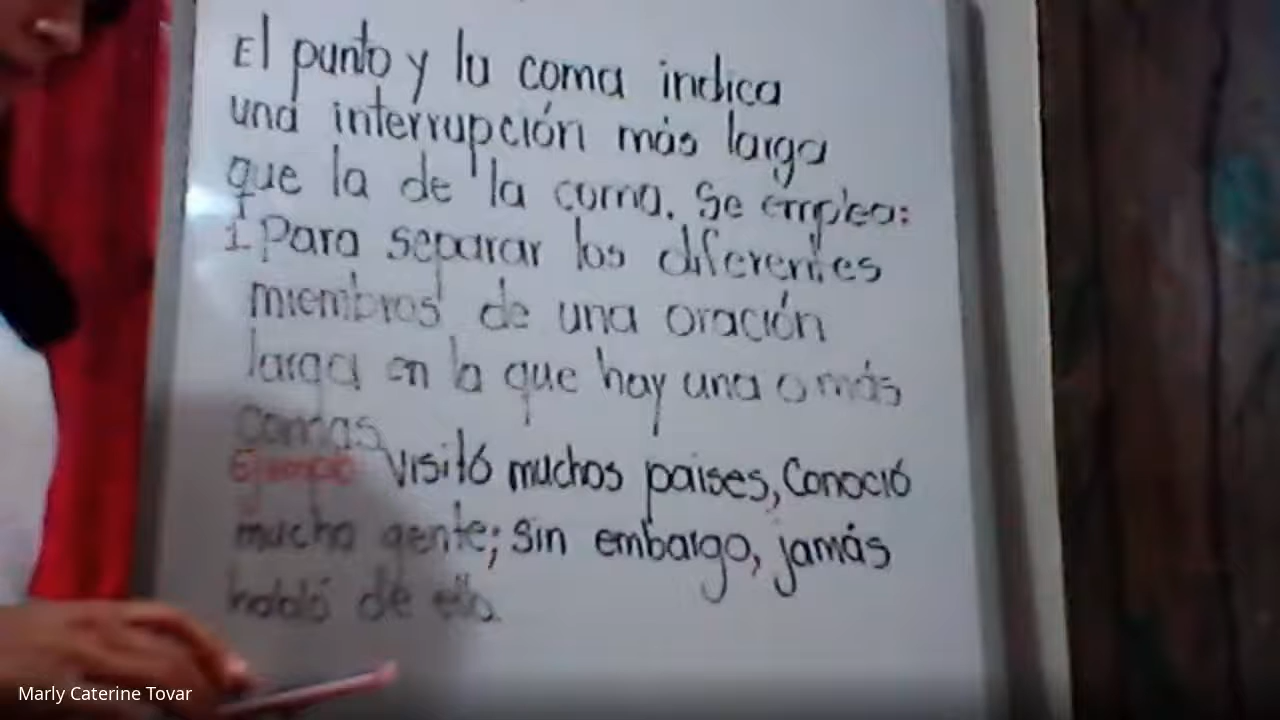 El punto y la coma indica
una interrupción más larga
que la de la coma. Se emplea:
1 Para separar los diferentes
miembros de una oración
larga en la que hay una o más
comas
Ejemplo Visitó muchos paises, Conoció
mucha gente; sin embargo, jamás
habló de ello.
Marly Caterine Tovar